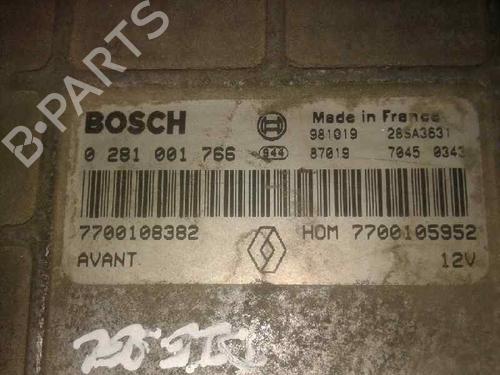 B-PARTS
BOSCH
Made in France
981019 28SA3631
0 281 001 766 944 87019 7045 0343
7700108382 HOM 7700105952
AVANT 12V